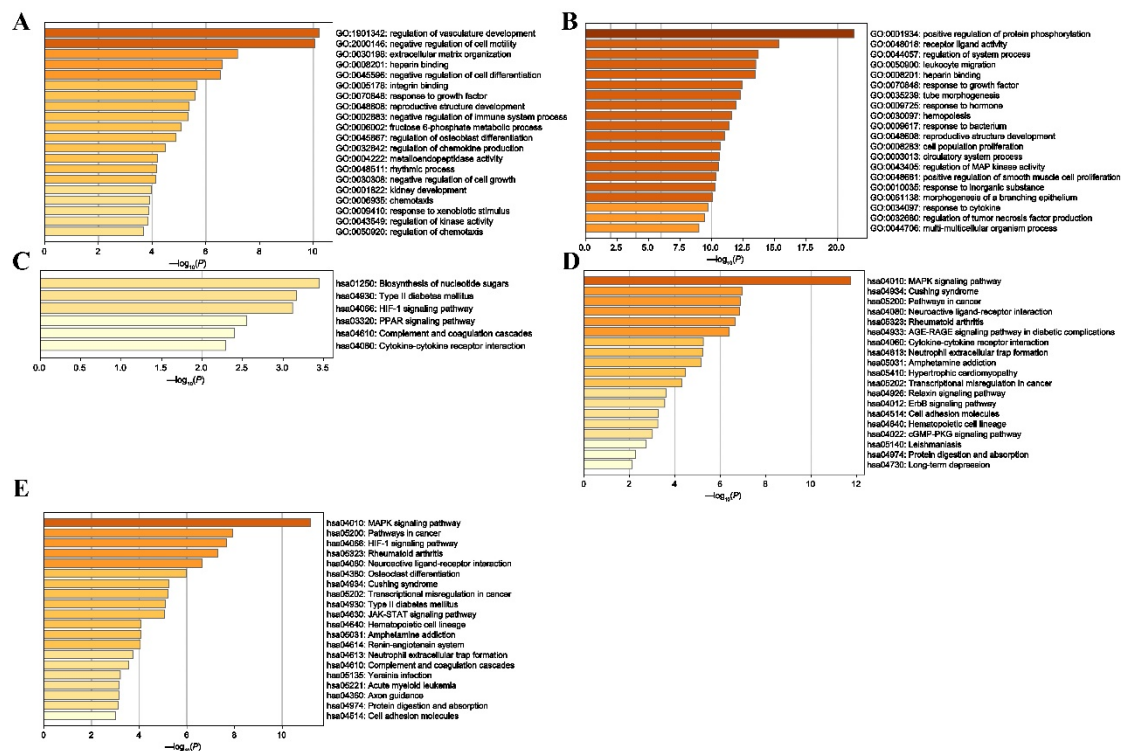 A
GO:1901342: regulation of vasculature development
GO:2000146: negative regulation of cell motility
GO:0030198: extracellular matrix organization
GO:0008201: heparin binding
GO:0045596: negative regulation of cell differentiation
GO:0005178: integrin binding
GO:0070848: response to growth factor
GO:0048608: reproductive structure development
GO:0002683: negative regulation of immune system process
GO:0006002: fructose 6-phosphate metabolic process
GO:0045667: regulation of osteoblast differentiation
GO:0032642: regulation of chemokine production
GO:0004222: metalloendopeptidase activity
GO:0048511: rhythmic process
GO:0030308: negative regulation of cell growth
GO:0001822: kidney development
GO:0006935: chemotaxis
GO:0009410: response to xenobiotic stimulus
GO:0043549: regulation of kinase activity
GO:0050920: regulation of chemotaxis
0 2 4 6 8 10
—log10(P)
B
GO:0001934: positive regulation of protein phosphorylation
GO:0048018: receptor ligand activity
GO:0044057: regulation of system process
GO:0050900: leukocyte migration
GO:0008201: heparin binding
GO:0070848: response to growth factor
GO:0035239: tube morphogenesis
GO:0009725: response to hormone
GO:0030097: hemopoiesis
GO:0009617: response to bacterium
GO:0048608: reproductive structure development
GO:0008283: cell population proliferation
GO:0003013: circulatory system process
GO:0043405: regulation of MAP kinase activity
GO:0048661: positive regulation of smooth muscle cell proliferation
GO:0010035: response to inorganic substance
GO:0061138: morphogenesis of a branching epithelium
GO:0034097: response to cytokine
GO:0032680: regulation of tumor necrosis factor production
GO:0044706: multi-multicellular organism process
0.0 2.5 5.0 7.5 10.0 12.5 15.0 17.5 20.0
—log10(P)
C
hsa01250: Biosynthesis of nucleotide sugars
hsa04930: Type II diabetes mellitus
hsa04066: HIF-1 signaling pathway
hsa03320: PPAR signaling pathway
hsa04610: Complement and coagulation cascades
hsa04060: Cytokine-cytokine receptor interaction
0.0 0.5 1.0 1.5 2.0 2.5 3.0 3.5
—log10(P)
D
hsa04010: MAPK signaling pathway
hsa04934: Cushing syndrome
hsa05200: Pathways in cancer
hsa04080: Neuroactive ligand-receptor interaction
hsa05323: Rheumatoid arthritis
hsa04933: AGE-RAGE signaling pathway in diabetic complications
hsa04060: Cytokine-cytokine receptor interaction
hsa04613: Neutrophil extracellular trap formation
hsa05031: Amphetamine addiction
hsa05410: Hypertrophic cardiomyopathy
hsa05202: Transcriptional misregulation in cancer
hsa04926: Relaxin signaling pathway
hsa04012: ErbB signaling pathway
hsa04514: Cell adhesion molecules
hsa04640: Hematopoietic cell lineage
hsa04022: cGMP-PKG signaling pathway
hsa05140: Leishmaniasis
hsa04974: Protein digestion and absorption
hsa04730: Long-term depression
0 2 4 6 8 10 12
—log10(P)
E
hsa04010: MAPK signaling pathway
hsa05200: Pathways in cancer
hsa04066: HIF-1 signaling pathway
hsa05323: Rheumatoid arthritis
hsa04080: Neuroactive ligand-receptor interaction
hsa04380: Osteoclast differentiation
hsa04934: Cushing syndrome
hsa05202: Transcriptional misregulation in cancer
hsa04930: Type II diabetes mellitus
hsa04630: JAK-STAT signaling pathway
hsa04640: Hematopoietic cell lineage
hsa05031: Amphetamine addiction
hsa04614: Renin-angiotensin system
hsa04613: Neutrophil extracellular trap formation
hsa04610: Complement and coagulation cascades
hsa05135: Yersinia infection
hsa05221: Acute myeloid leukemia
hsa04360: Axon guidance
hsa04974: Protein digestion and absorption
hsa04514: Cell adhesion molecules
0 2 4 6 8 10
—log10(P)